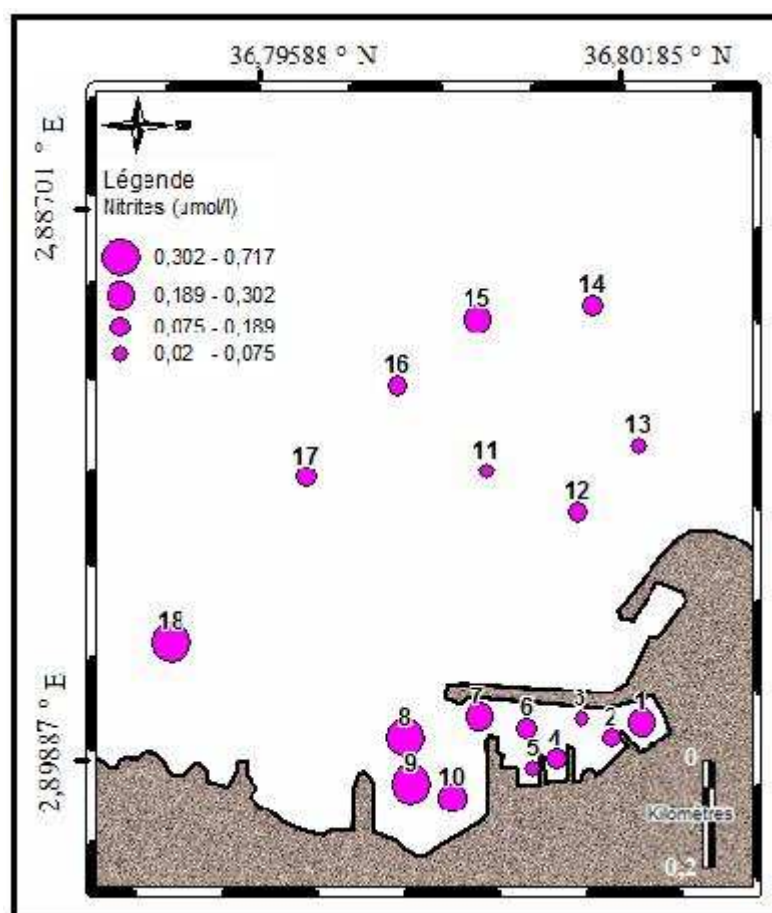 36,79588 ° N
36,80185 ° N
2,88701 ° E
Légende
Nitrites (µmol/l)
0,302 - 0,717
0,189 - 0,302
0,075 - 0,189
0,02 - 0,075
15
14
16
13
17
11
12
18
2,89887 ° E
7
3
1
8
6
2
4
5
9
10
0
Kilomètres
0,2